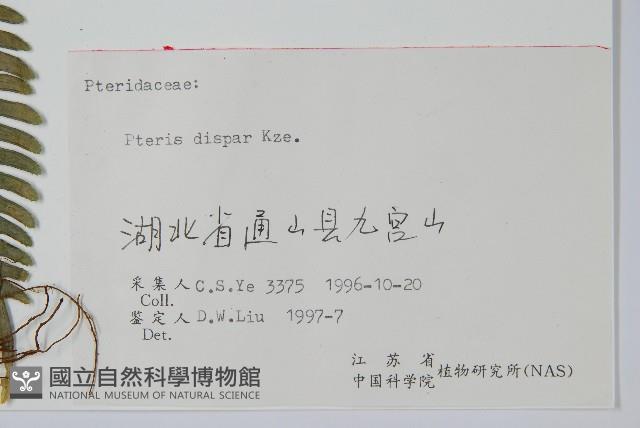 Pteridaceae:
Pteris dispar Kze.
湖北省通山县九宫山
采集人 C.S.Ye 3375 1996-10-20
Coll.
鉴定人 D.W.Liu 1997-7
Det.
江苏省
中国科学院植物研究所(NAS)
國立自然科學博物館
NATIONAL MUSEUM OF NATURAL SCIENCE